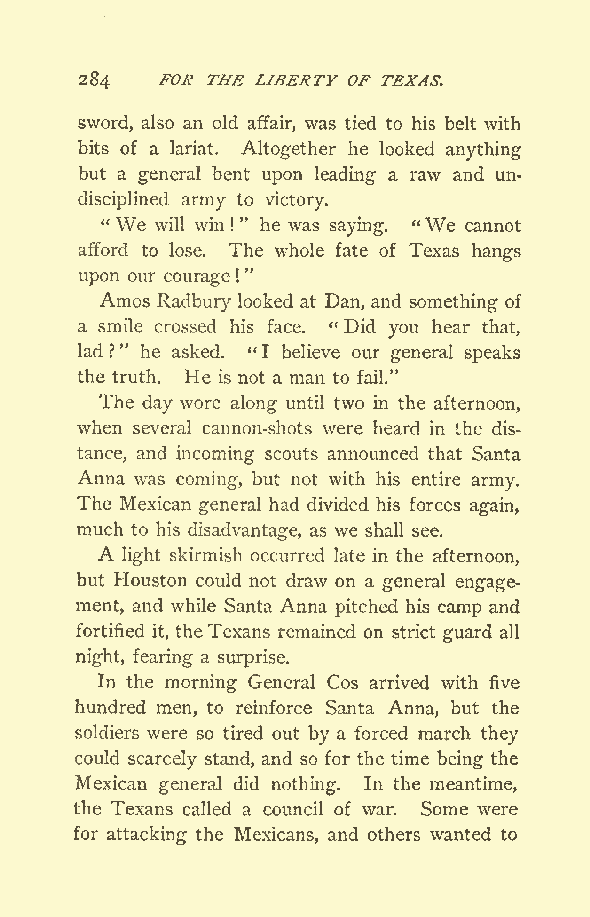 284 FOR THE LIBERTY OF TEXAS.
sword, also an old affair, was tied to his belt with
bits of a lariat. Altogether he looked anything
but a general bent upon leading a raw and un-
disciplined army to victory.
"We will win!" he was saying. "We cannot
afford to lose. The whole fate of Texas hangs
upon our courage!"
Amos Radbury looked at Dan, and something of
a smile crossed his face. "Did you hear that,
lad?" he asked. "I believe our general speaks
the truth. He is not a man to fail."
The day wore along until two in the afternoon,
when several cannon-shots were heard in the dis-
tance, and incoming scouts announced that Santa
Anna was coming, but not with his entire army.
The Mexican general had divided his forces again,
much to his disadvantage, as we shall see.
A light skirmish occurred late in the afternoon,
but Houston could not draw on a general engage-
ment, and while Santa Anna pitched his camp and
fortified it, the Texans remained on strict guard all
night, fearing a surprise.
In the morning General Cos arrived with five
hundred men, to reinforce Santa Anna, but the
soldiers were so tired out by a forced march they
could scarcely stand, and so for the time being the
Mexican general did nothing. In the meantime,
the Texans called a council of war. Some were
for attacking the Mexicans, and others wanted to